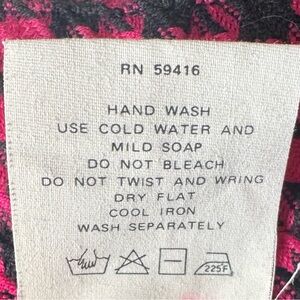 RN 59416
HAND WASH
USE COLD WATER AND
MILD SOAP
DO NOT BLEACH
DO NOT TWIST AND WRING
DRY FLAT
COOL IRON
WASH SEPARATELY
225F